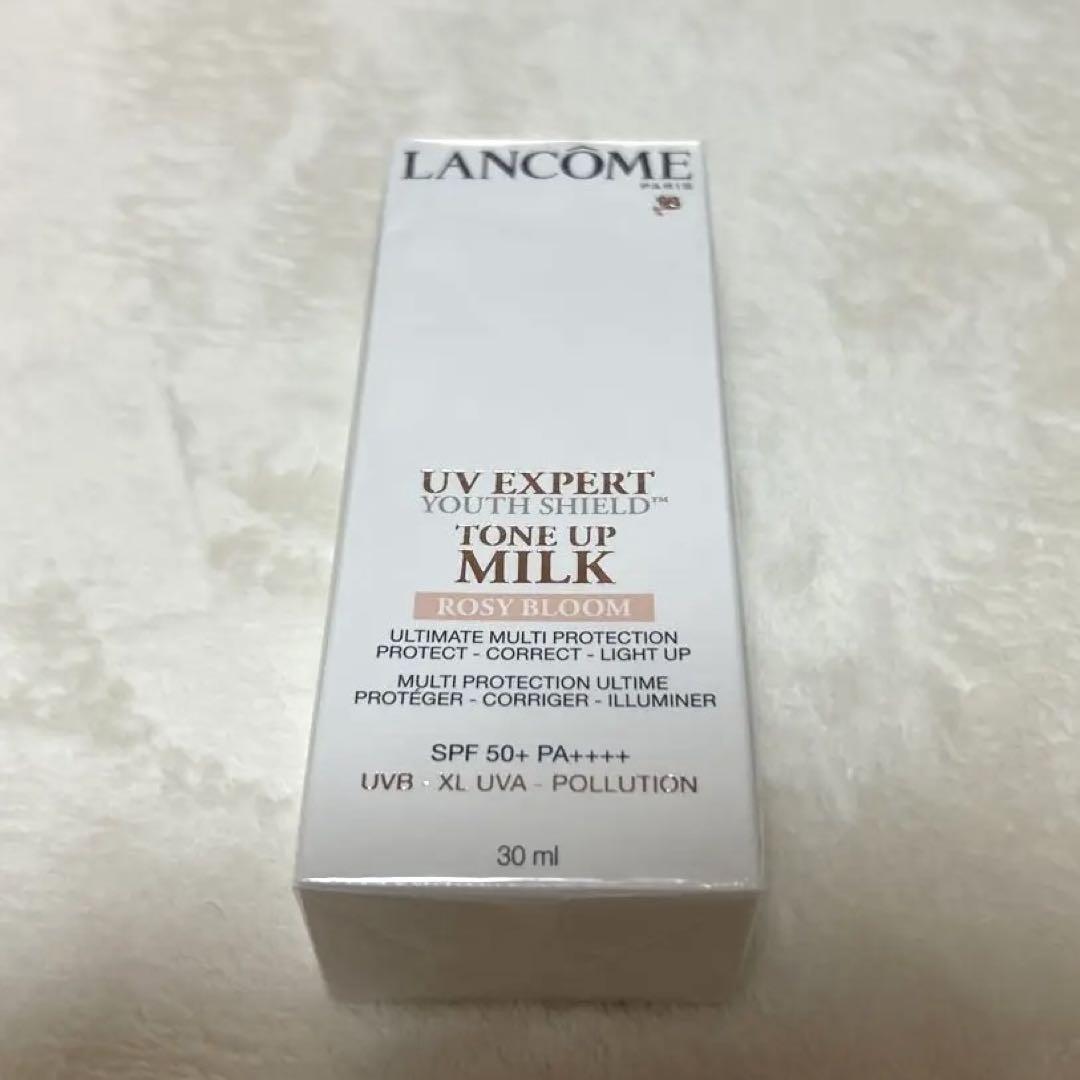 LANCÔME
PARIS
UV EXPERT
YOUTH SHIELD™
TONE UP
MILK
ROSY BLOOM
ULTIMATE MULTI PROTECTION
PROTECT - CORRECT - LIGHT UP
MULTI PROTECTION ULTIME
PROTÉGER - CORRIGER - ILLUMINER
SPF 50+ PA++++
UVB - XL UVA - POLLUTION
30 ml